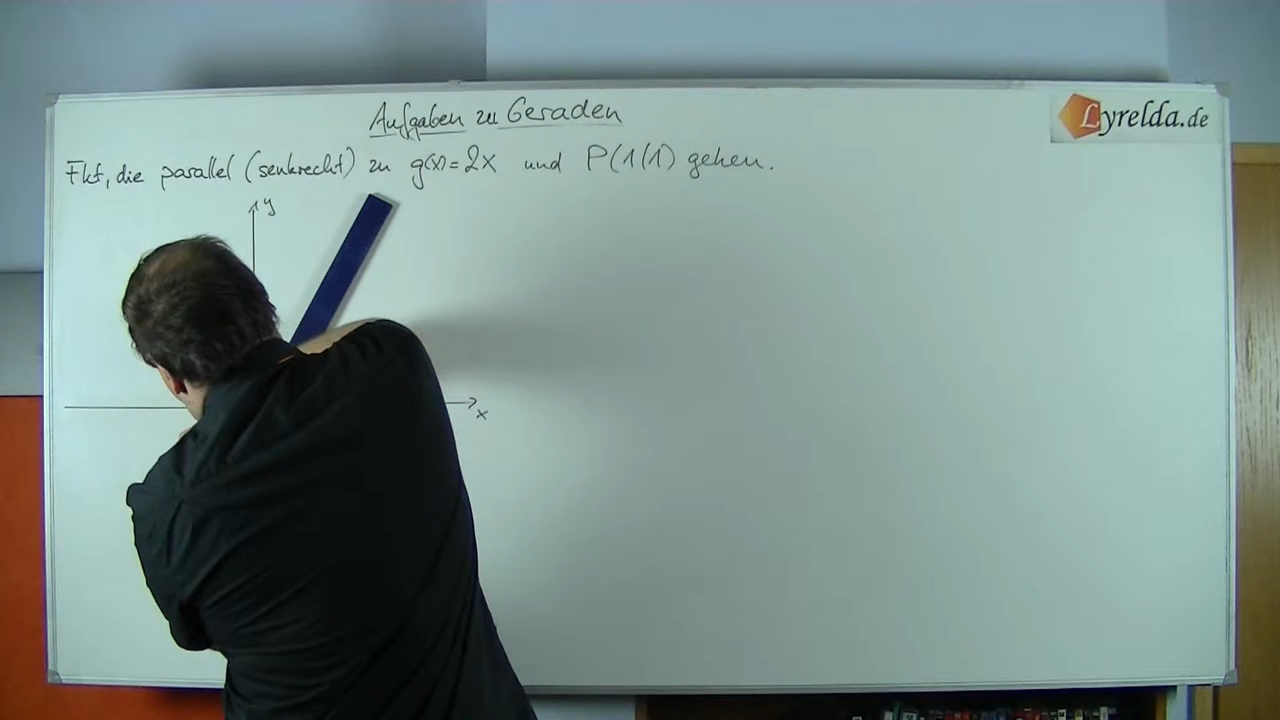 Aufgaben zu Geraden
Lyrelda.de
Fkt, die parallel (senkrecht) zu g(x)=2x und P(1/1) gehen.
y
x